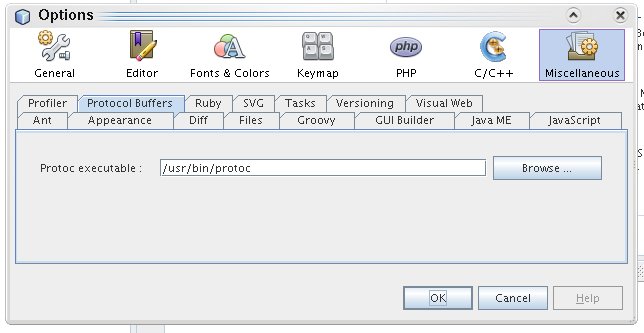 Options
General Editor Fonts & Colors Keymap PHP C/C++ Miscellaneous
Profiler Protocol Buffers Ruby SVG Tasks Versioning Visual Web
Ant Appearance Diff Files Groovy GUI Builder Java ME JavaScript
Protoc executable : /usr/bin/protoc Browse ...
OK Cancel Help